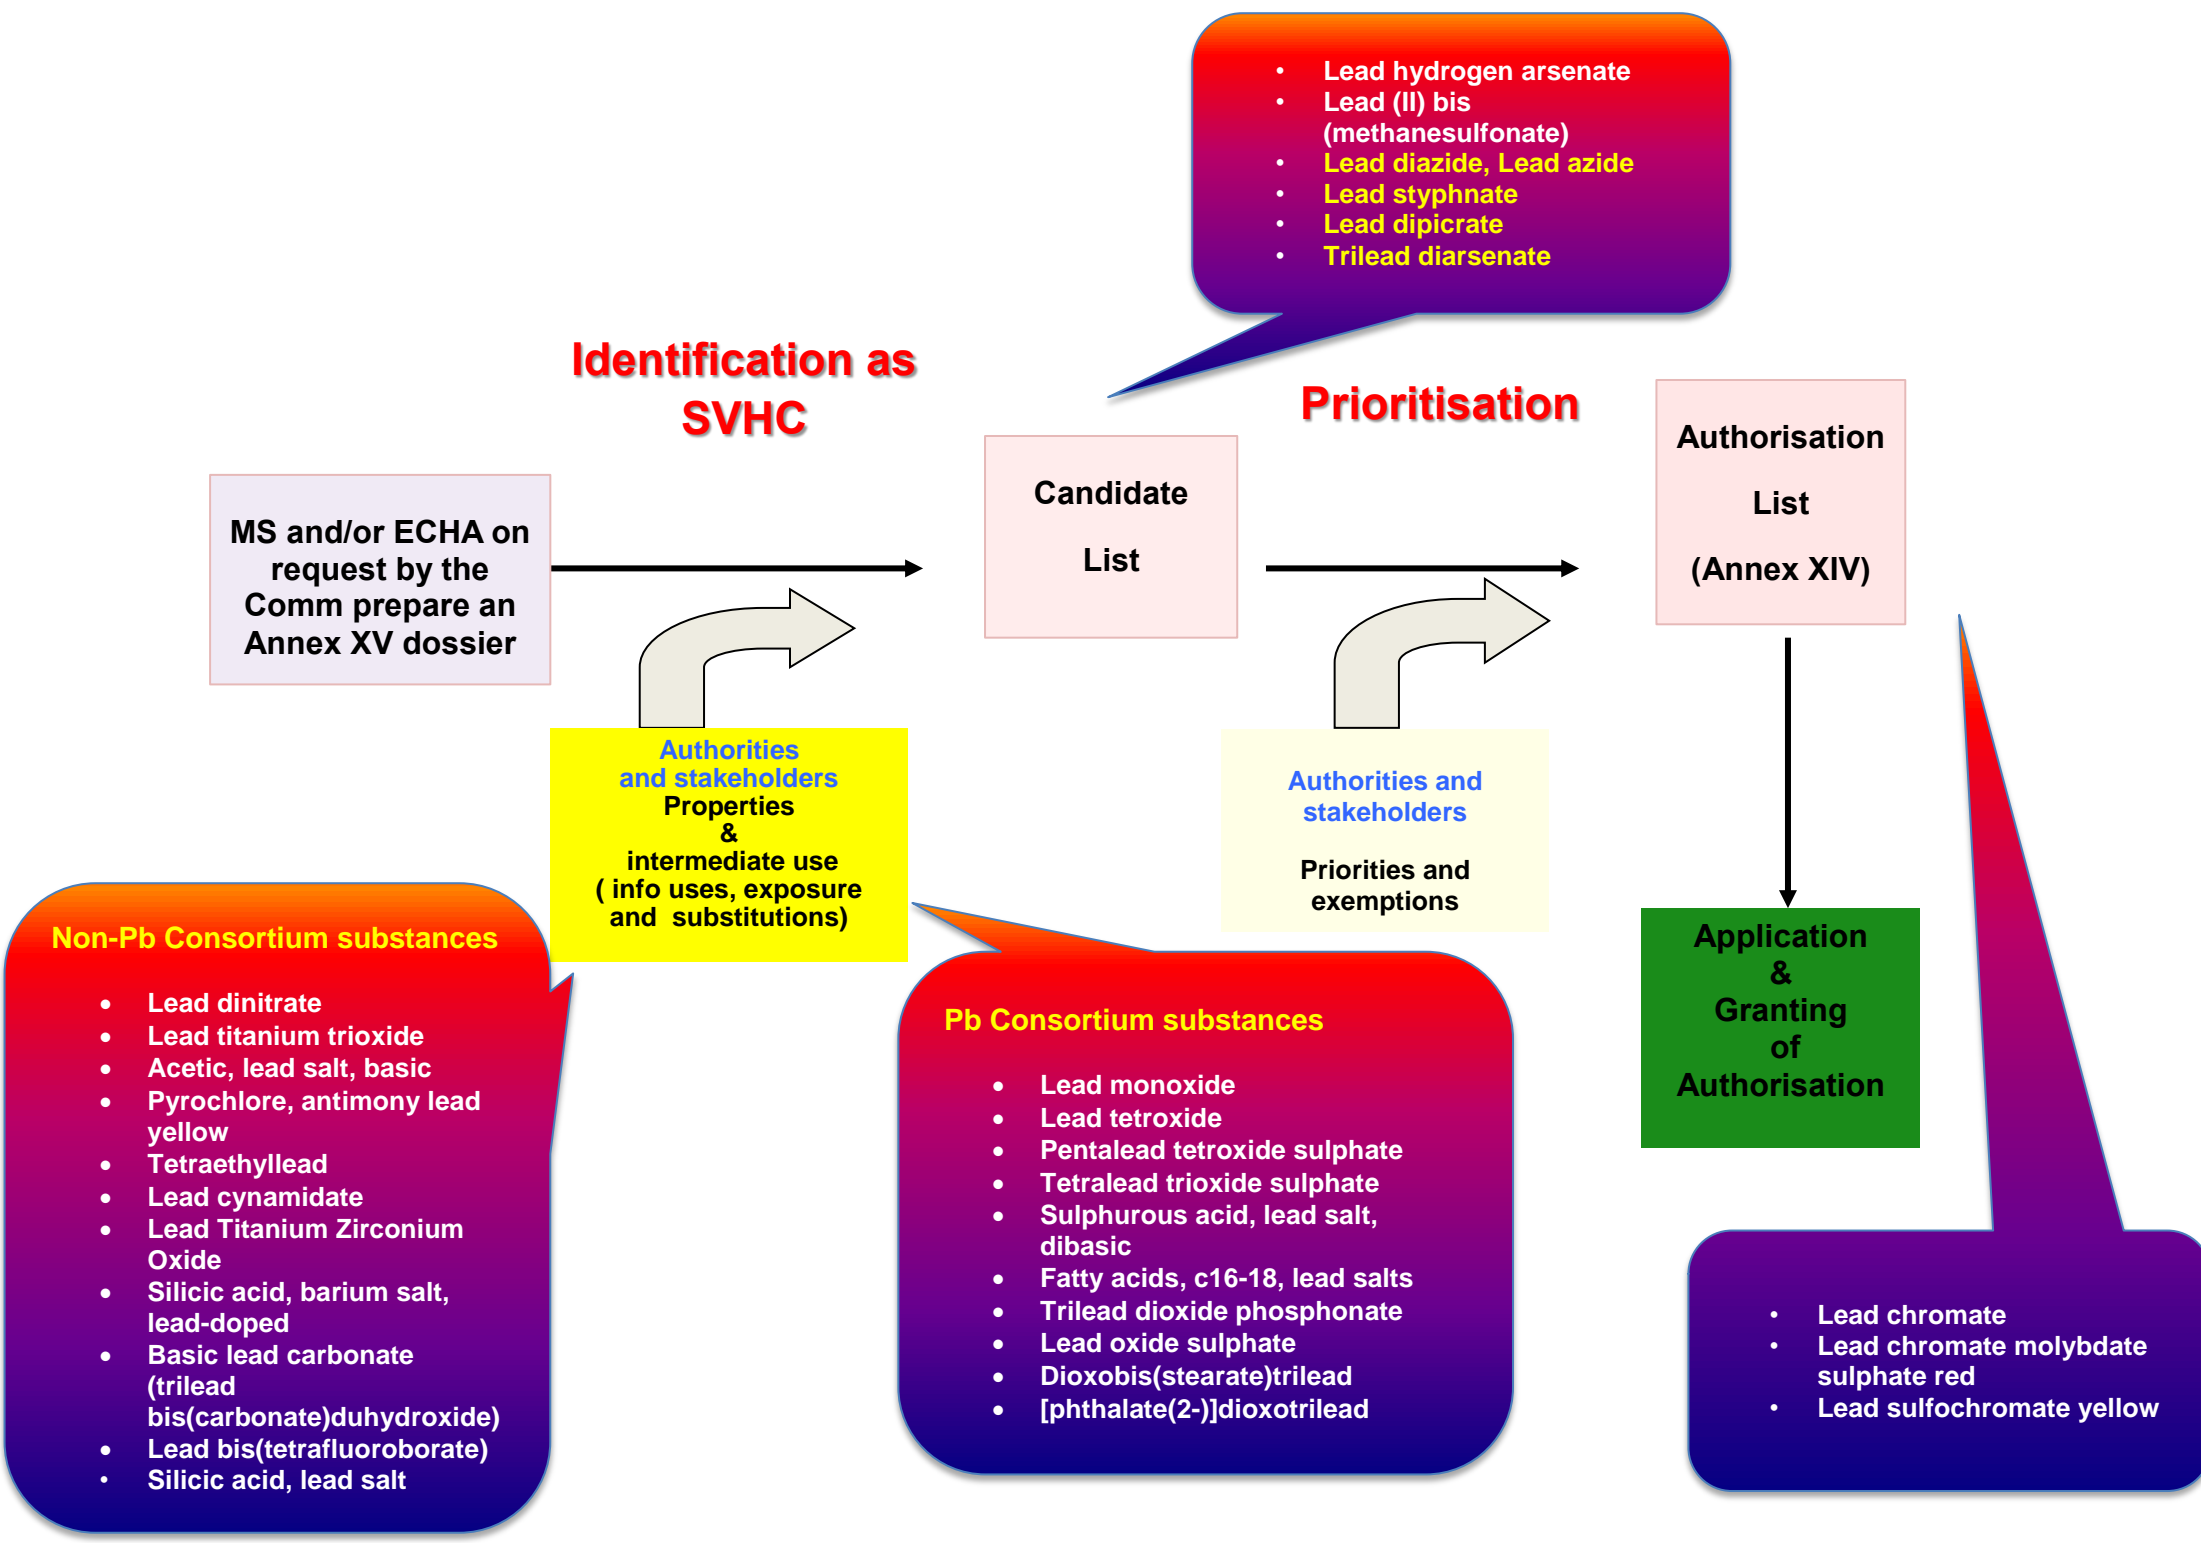 • Lead hydrogen arsenate
• Lead (II) bis
(methanesulfonate)
• Lead diazide, Lead azide
• Lead styphnate
• Lead dipicrate
• Trilead diarsenate
Identification as
SVHC
Prioritisation
MS and/or ECHA on
request by the
Comm prepare an
Annex XV dossier
Candidate
List
Authorisation
List
(Annex XIV)
Authorities
and stakeholders
Properties
&
intermediate use
( info uses, exposure
and substitutions)
Authorities and
stakeholders
Priorities and
exemptions
Application
&
Granting
of
Authorisation
Non-Pb Consortium substances
• Lead dinitrate
• Lead titanium trioxide
• Acetic, lead salt, basic
• Pyrochlore, antimony lead
yellow
• Tetraethyllead
• Lead cynamidate
• Lead Titanium Zirconium
Oxide
• Silicic acid, barium salt,
lead-doped
• Basic lead carbonate
(trilead
bis(carbonate)duhydroxide)
• Lead bis(tetrafluoroborate)
• Silicic acid, lead salt
Pb Consortium substances
• Lead monoxide
• Lead tetroxide
• Pentalead tetroxide sulphate
• Tetralead trioxide sulphate
• Sulphurous acid, lead salt,
dibasic
• Fatty acids, c16-18, lead salts
• Trilead dioxide phosphonate
• Lead oxide sulphate
• Dioxobis(stearate)trilead
• [phthalate(2-)]dioxotrilead
• Lead chromate
• Lead chromate molybdate
sulphate red
• Lead sulfochromate yellow